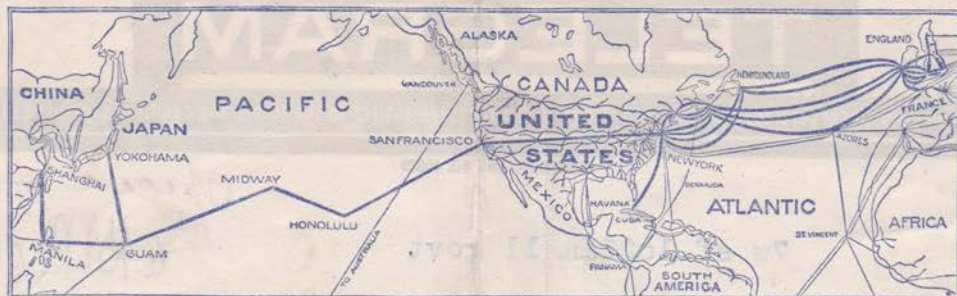 ALASKA
ENGLAND
CHINA
VANCOUVER
CANADA
NEWFOUNDLAND
PACIFIC
FRANCE
JAPAN
UNITED
SAN FRANCISCO
AZORES
YOKOHAMA
STATES
NEW YORK
SHANGHAI
MIDWAY
MEXICO
BERMUDA
HAVANA
ATLANTIC
HONOLULU
CUBA
AFRICA
MANILA
GUAM
ST. VINCENT
TO AUSTRALIA
PANAMA
SOUTH
AMERICA